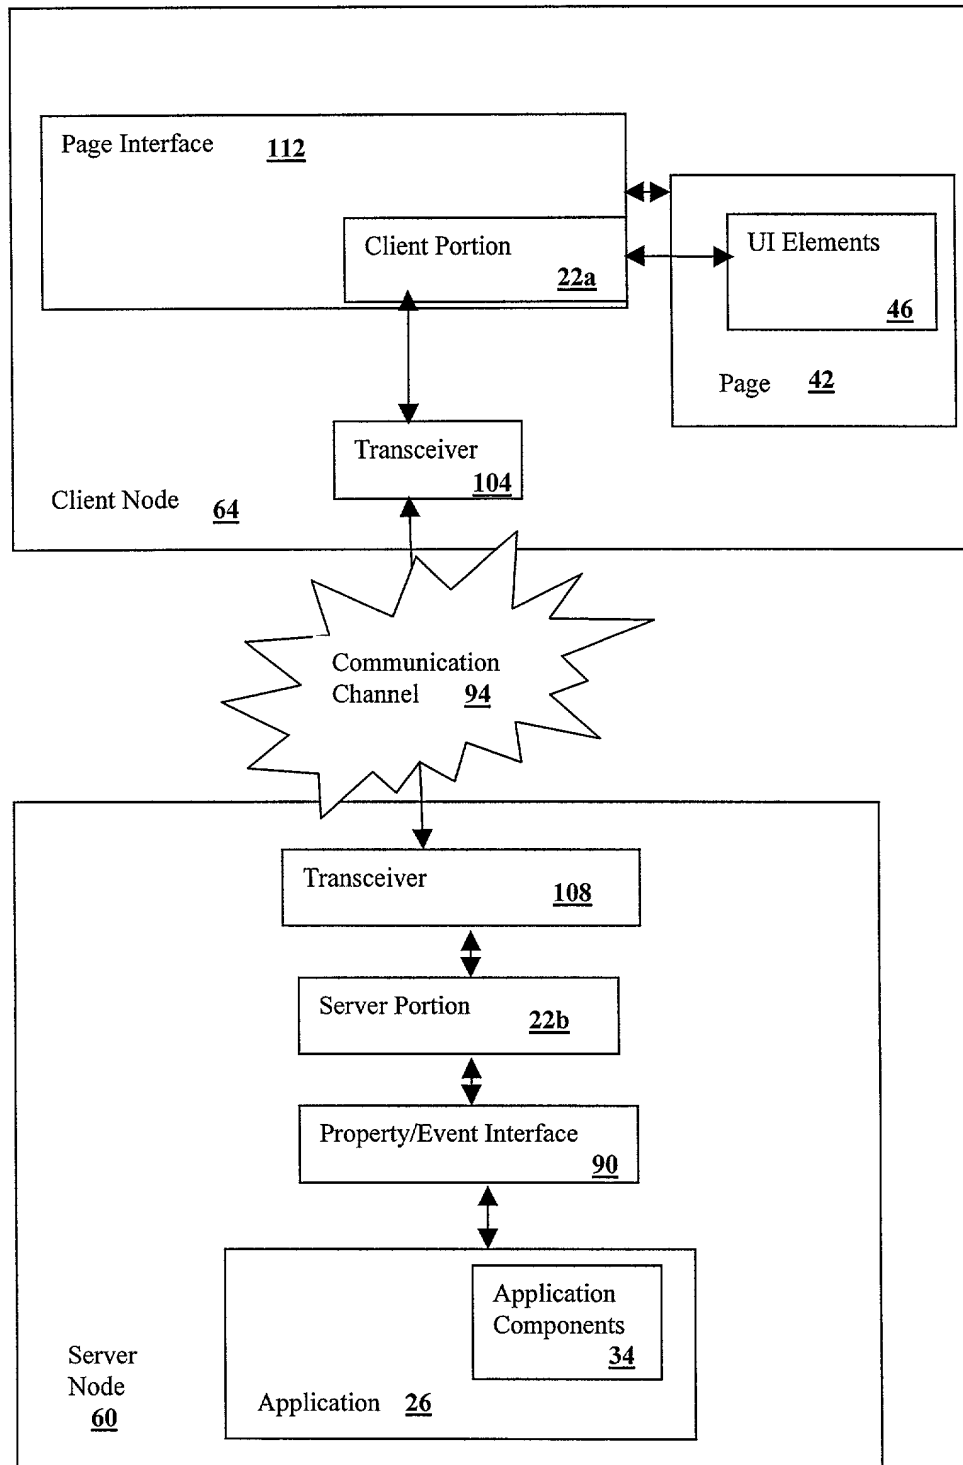 Page Interface 112
Client Portion
22a
UI Elements
46
Page 42
Transceiver
104
Client Node 64
Communication
Channel 94
Transceiver
108
Server Portion
22b
Property/Event Interface
90
Application
Components
34
Server
Node
60
Application 26